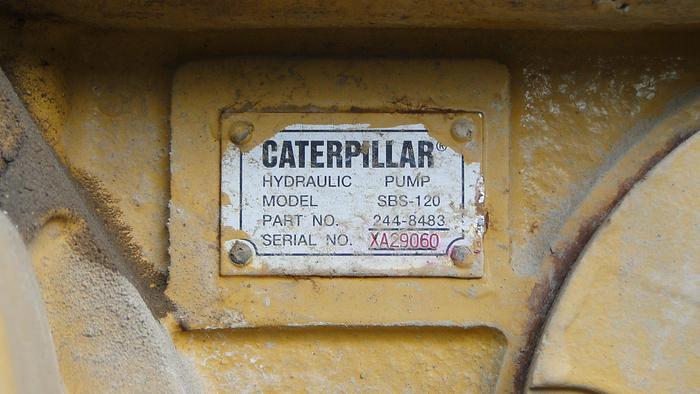 CATERPILLAR®
HYDRAULIC PUMP
MODEL SBS-120
PART NO. 244-8483
SERIAL NO. XA29060